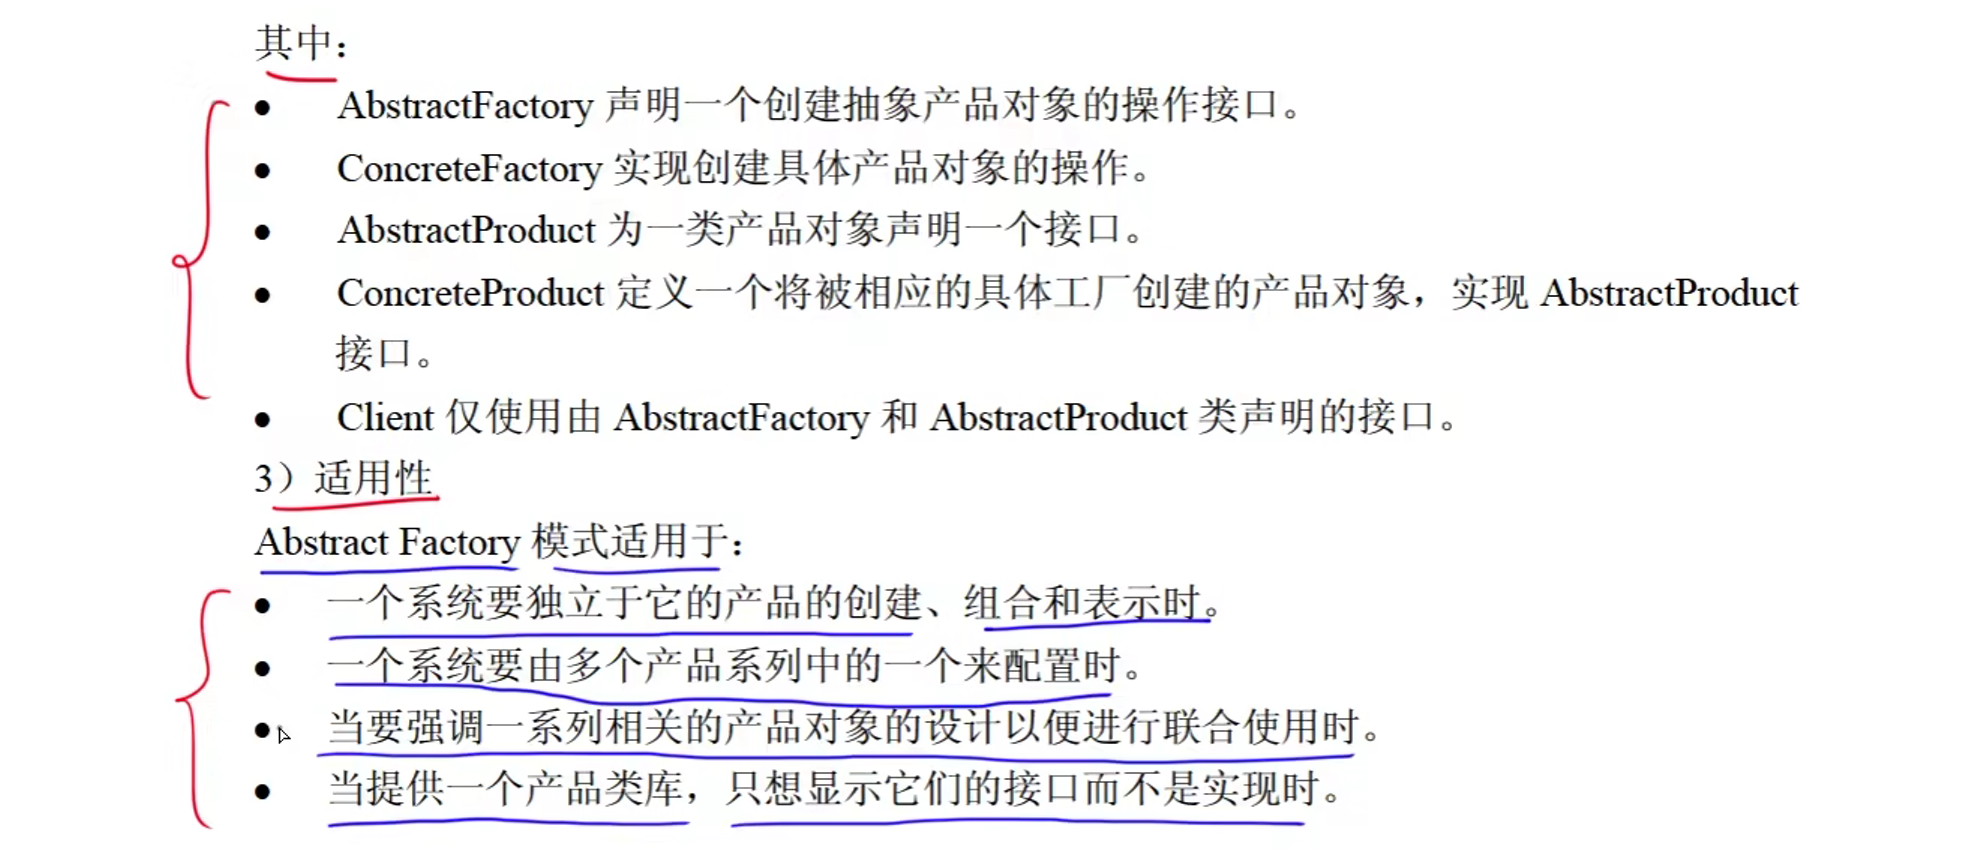 其中：
● AbstractFactory 声明一个创建抽象产品对象的操作接口。
● ConcreteFactory 实现创建具体产品对象的操作。
● AbstractProduct 为一类产品对象声明一个接口。
● ConcreteProduct 定义一个将被相应的具体工厂创建的产品对象，实现 AbstractProduct
接口。
● Client 仅使用由 AbstractFactory 和 AbstractProduct 类声明的接口。
3）适用性
Abstract Factory 模式适用于：
● 一个系统要独立于它的产品的创建、组合和表示时。
● 一个系统要由多个产品系列中的一个来配置时。
● 当要强调一系列相关的产品对象的设计以便进行联合使用时。
● 当提供一个产品类库，只想显示它们的接口而不是实现时。